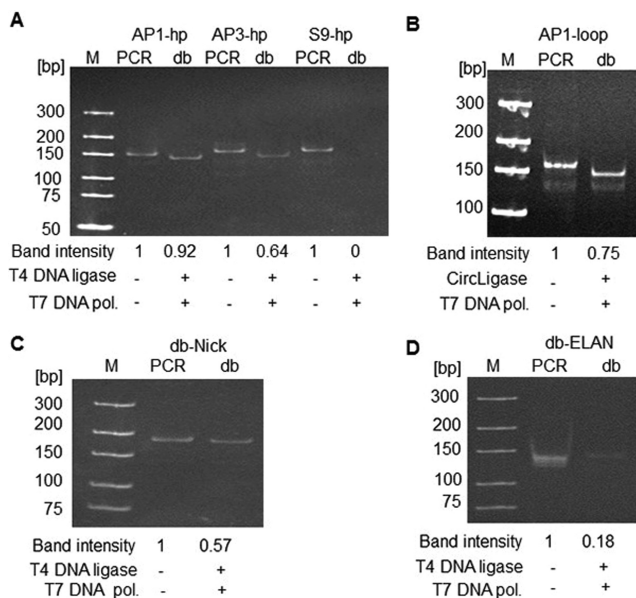 A
AP1-hp AP3-hp S9-hp
[bp] M PCR db PCR db PCR db
300
200
150
100
75
50
Band intensity 1 0.92 1 0.64 1 0
T4 DNA ligase - + - + - +
T7 DNA pol. - + - + - +
B
AP1-loop
[bp] M PCR db
300
200
150
100
Band intensity 1 0.75
CircLigase - +
T7 DNA pol. - +
C
db-Nick
[bp] M PCR db
300
200
150
100
75
Band intensity 1 0.57
T4 DNA ligase - +
T7 DNA pol. - +
D
db-ELAN
[bp] M PCR db
300
200
150
100
75
Band intensity 1 0.18
T4 DNA ligase - +
T7 DNA pol. - +